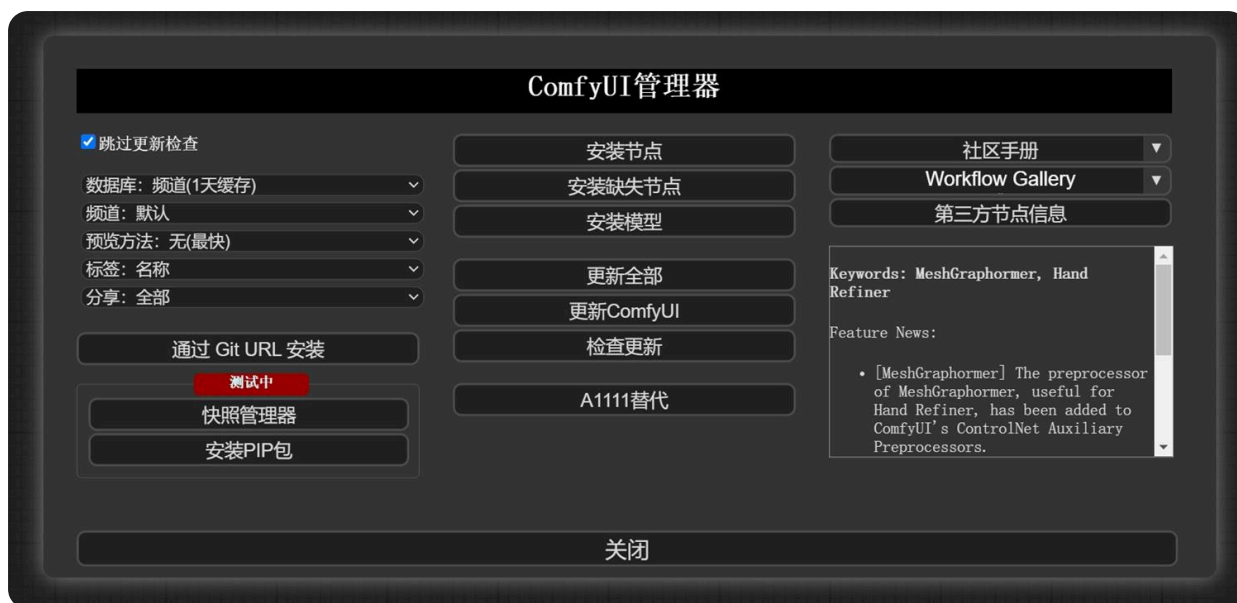 ComfyUI管理器
跳过更新检查
数据库: 频道(1天缓存)
频道: 默认
预览方法: 无(最快)
标签: 名称
分享: 全部
通过 Git URL 安装
测试中
快照管理器
安装PIP包
安装节点
安装缺失节点
安装模型
更新全部
更新ComfyUI
检查更新
A1111替代
社区手册
Workflow Gallery
第三方节点信息
Keywords: MeshGraphormer, Hand
Refiner
Feature News:
• [MeshGraphormer] The preprocessor
of MeshGraphormer, useful for
Hand Refiner, has been added to
ComfyUI's ControlNet Auxiliary
Preprocessors.
关闭